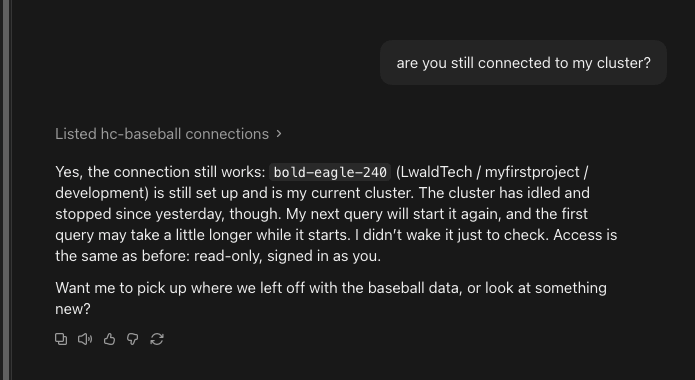 are you still connected to my cluster?
Listed hc-baseball connections >
Yes, the connection still works: bold-eagle-240 (LwaldTech / myfirstproject /
development) is still set up and is my current cluster. The cluster has idled and
stopped since yesterday, though. My next query will start it again, and the first
query may take a little longer while it starts. I didn’t wake it just to check. Access is
the same as before: read-only, signed in as you.
Want me to pick up where we left off with the baseball data, or look at something
new?